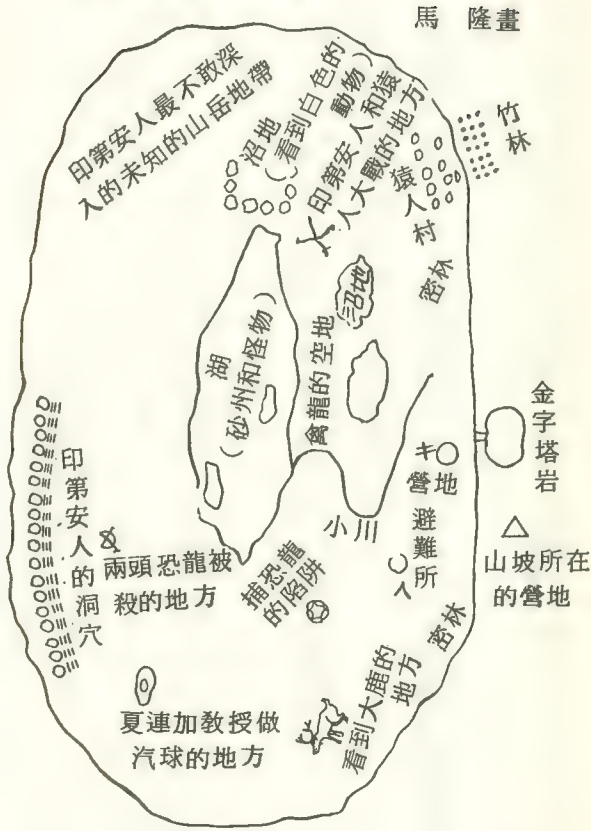 馬隆畫
印第安人最不敢深
入的未知的山岳地帶
沼地
（看到白色的
動物）
印第安人和猿
人大戰的地方
猿人村
竹林
密林
沼地
湖
（砂州和怪物）
禽龍的空地
金字塔岩
キ
營地
小川
避難所
山坡所在
的營地
印第安人的洞穴
兩頭恐龍被
殺的地方
捕恐龍
的陷阱
密林
看到大鹿的
地方
夏連加教授做
汽球的地方